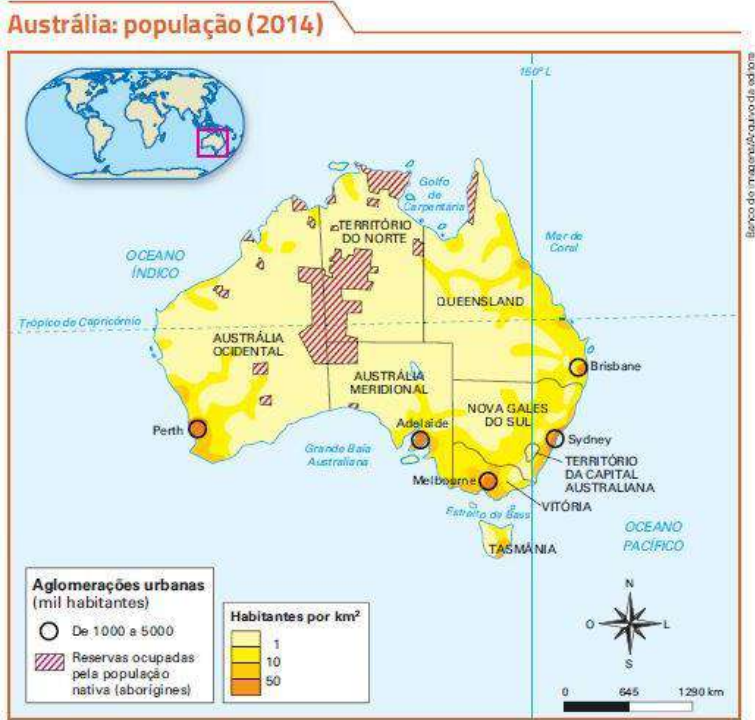 Austrália: população (2014)
Banco de imagens/Arquivo da editora
150° L
Golfo
de
Carpentária
TERRITÓRIO
DO NORTE
Mar de
Coral
OCEANO
ÍNDICO
QUEENSLAND
Trópico de Capricórnio
AUSTRÁLIA
OCIDENTAL
AUSTRÁLIA
MERIDIONAL
Brisbane
NOVA GALES
DO SUL
Perth
Adelaide
Sydney
Grande Baía
Australiana
TERRITÓRIO
DA CAPITAL
AUSTRALIANA
Melbourne
VITÓRIA
Estreito de Bass
OCEANO
PACÍFICO
TASMÂNIA
Aglomerações urbanas
(mil habitantes)
De 1000 a 5000
Reservas ocupadas
pela população
nativa (aborígines)
Habitantes por km²
1
10
50
N
O
L
S
0 645 1290 km